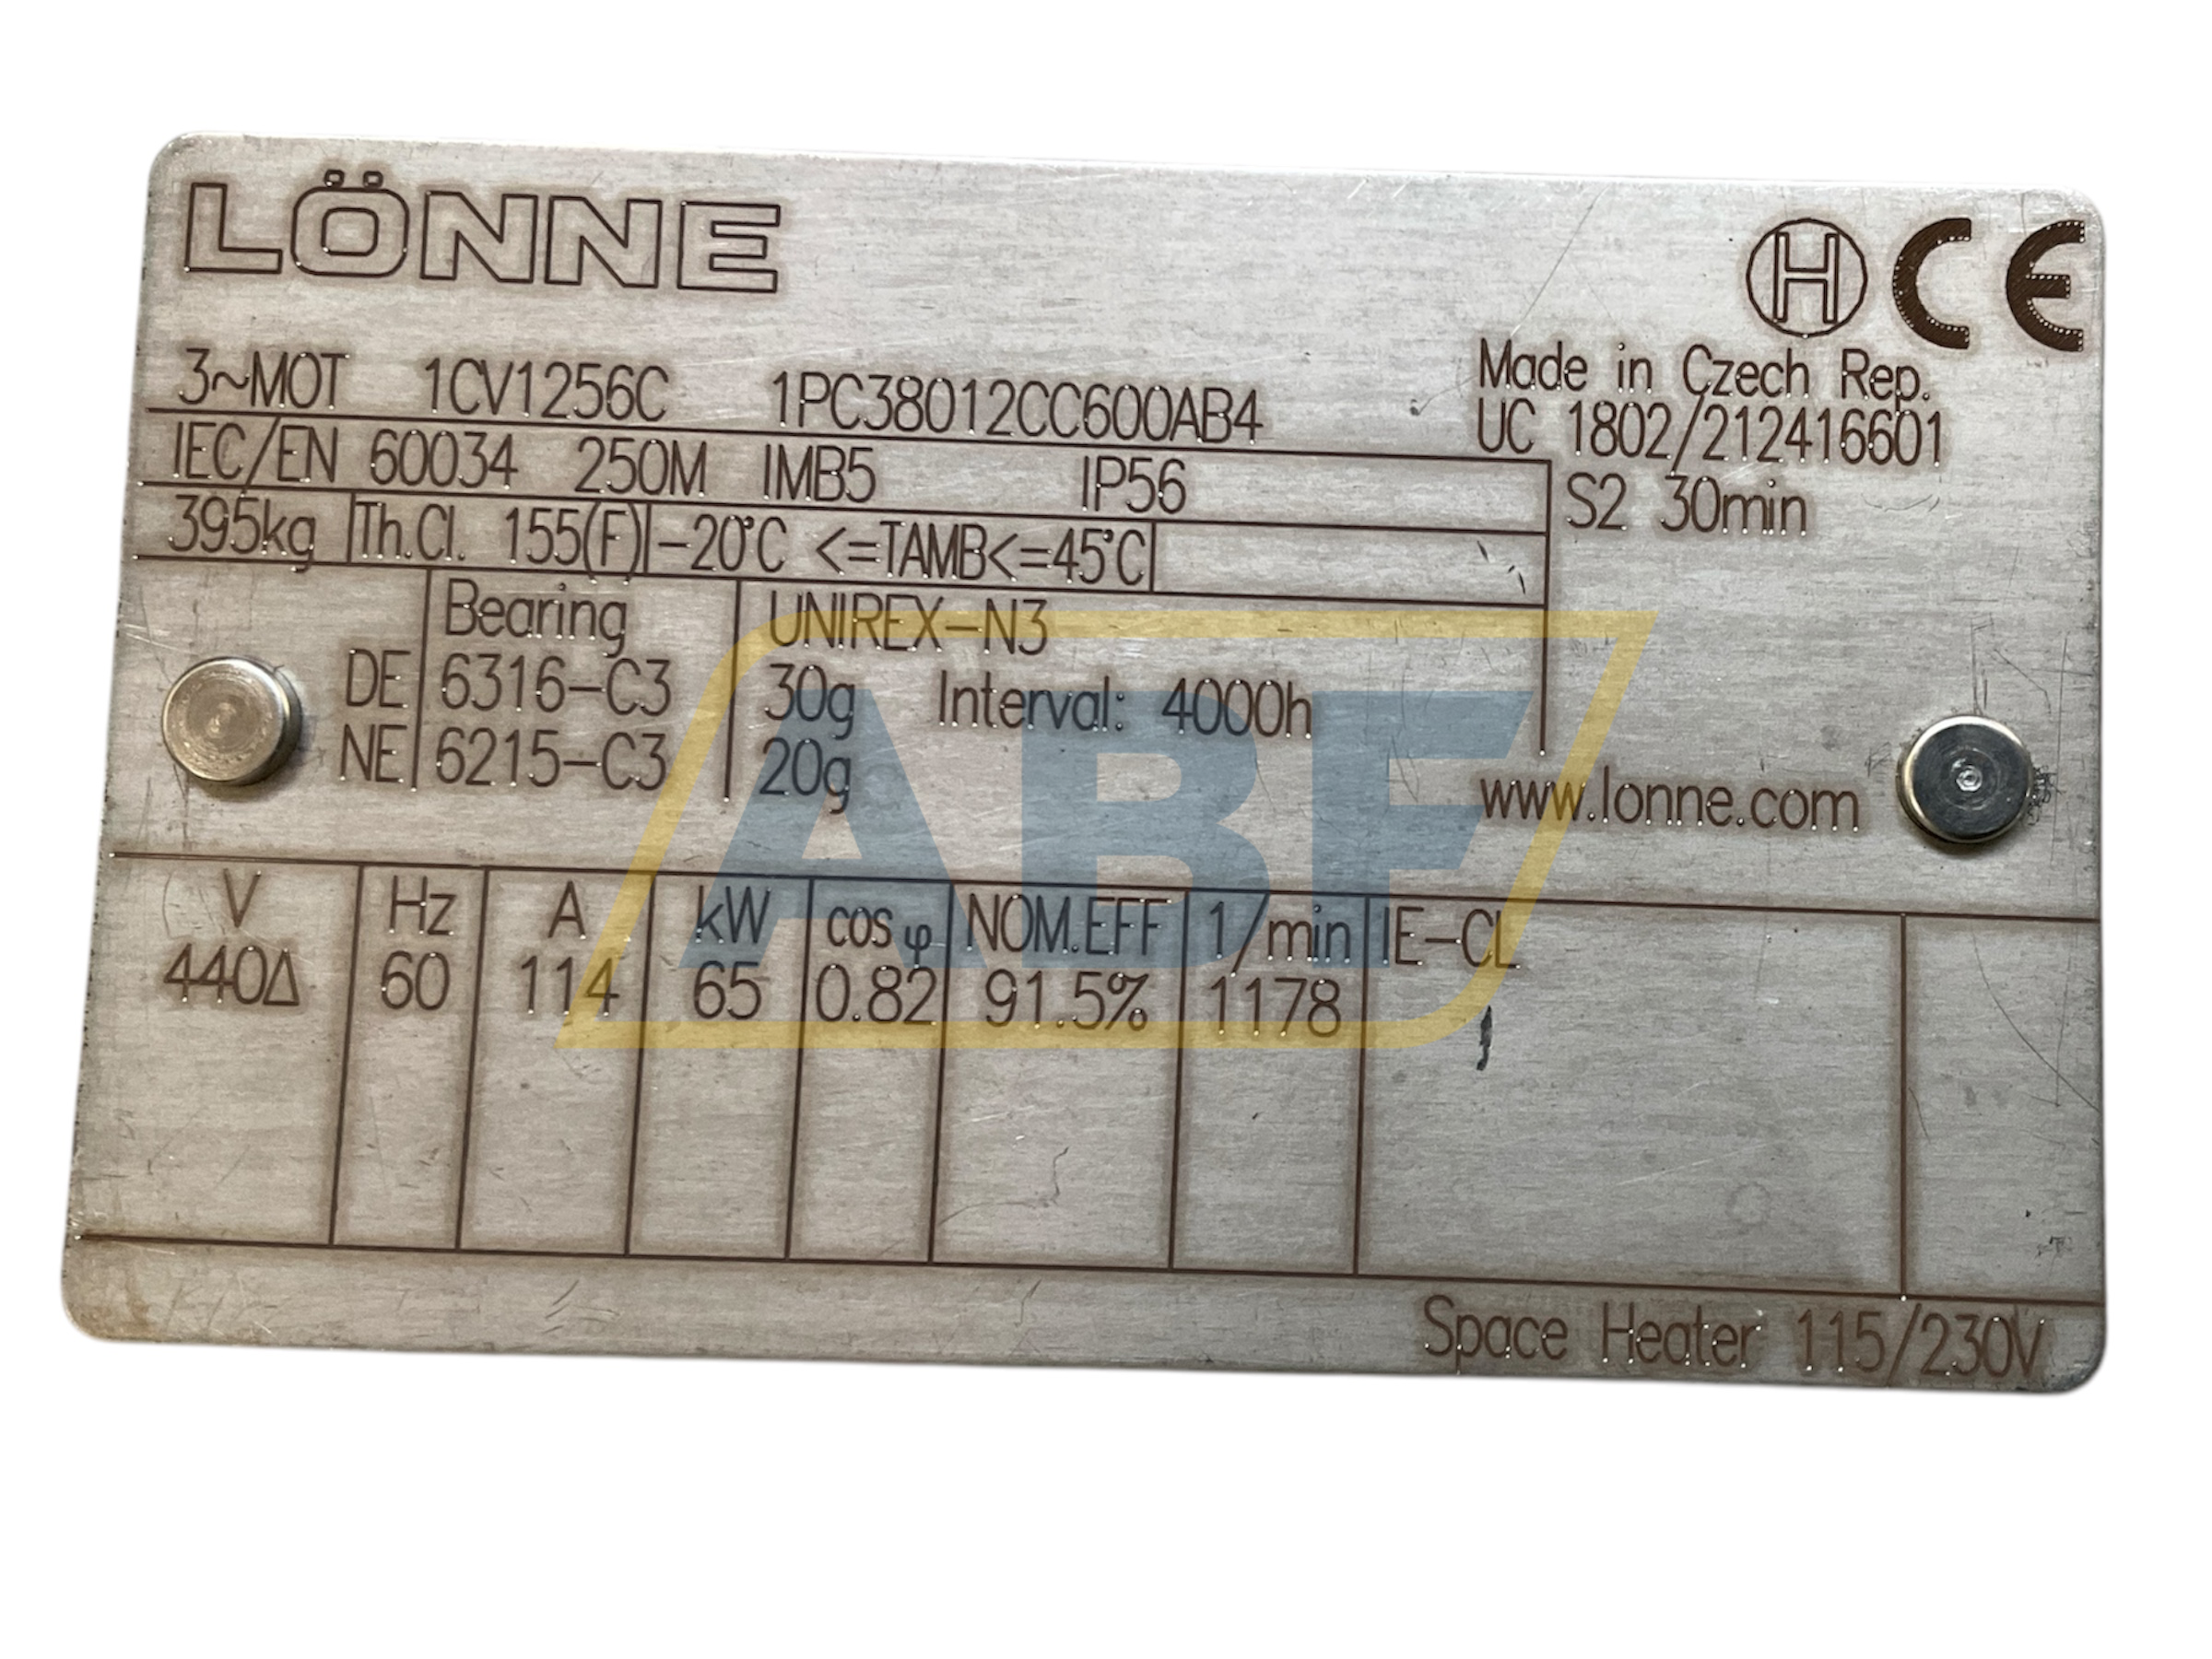 LÖNNE
H CE
3~MOT 1CV1256C 1PC38012CC600AB4
Made in Czech Rep.
UC 1802/212416601
IEC/EN 60034 250M IMB5 IP56
S2 30min
395kg Th.Cl. 155(F) -20°C <=TAMB<=45°C
Bearing UNIREX-N3
DE 6316-C3 30g Interval: 4000h
NE 6215-C3 20g
www.lonne.com
ABF
V Hz A kW cos φ NOM.EFF 1/min IE-CL
440Δ 60 114 65 0.82 91.5% 1178
Space Heater 115/230V